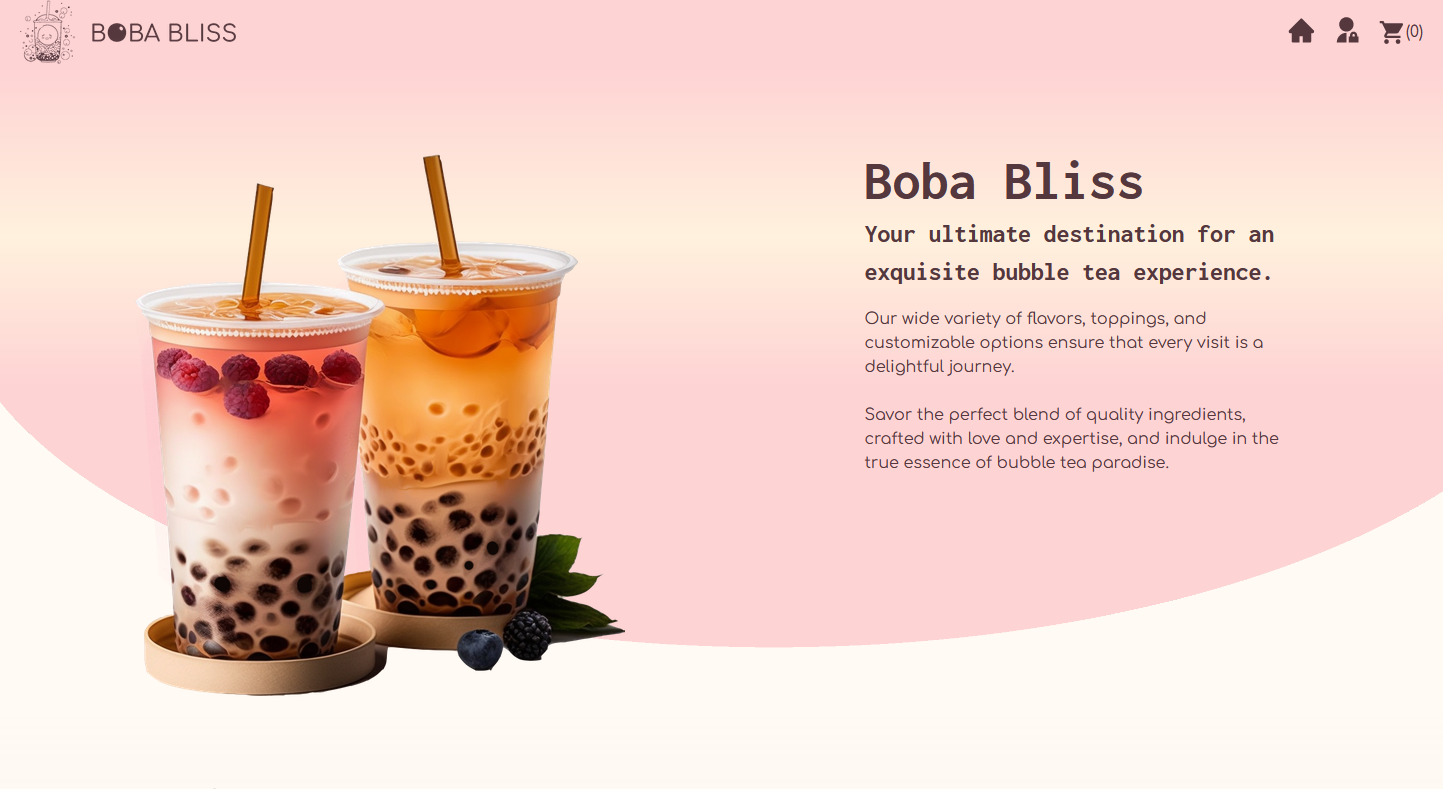 BOBA BLISS
(0)
Boba Bliss
Your ultimate destination for an
exquisite bubble tea experience.
Our wide variety of flavors, toppings, and
customizable options ensure that every visit is a
delightful journey.
Savor the perfect blend of quality ingredients,
crafted with love and expertise, and indulge in the
true essence of bubble tea paradise.